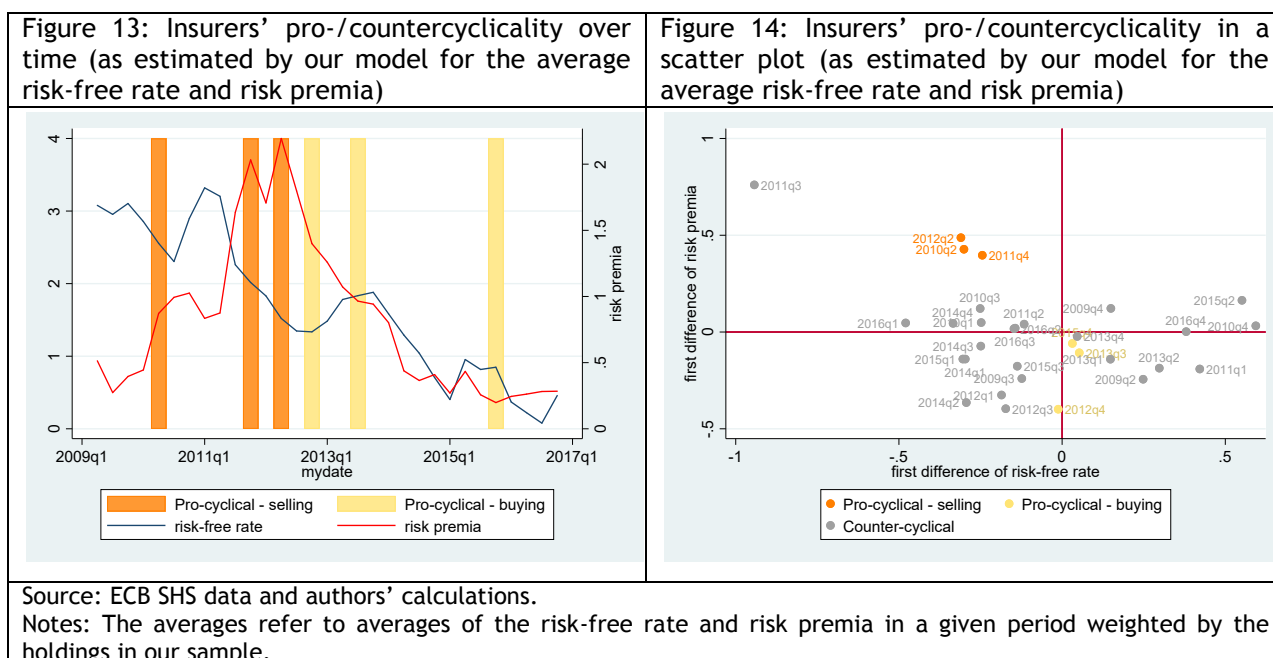 Figure 13: Insurers’ pro-/countercyclicality over
time (as estimated by our model for the average
risk-free rate and risk premia)
Figure 14: Insurers’ pro-/countercyclicality in a
scatter plot (as estimated by our model for the
average risk-free rate and risk premia)
4
3
2
1
0
2
1.5
1
.5
0
risk premia
2009q1
2011q1
2013q1
2015q1
2017q1
mydate
Pro-cyclical - selling
Pro-cyclical - buying
risk-free rate
risk premia
first difference of risk premia
1
.5
0
-.5
2011q3
2012q2
2010q2
2011q4
2010q3
2014q4
2011q2
2009q4
2015q2
2016q1
2016q4
2010q4
2013q4
2016q3
2014q3
2015q1
2014q1
2015q3
2013q1
2013q2
2009q3
2009q2
2011q1
2012q1
2014q2
2012q3
2012q4
-1
-.5
0
.5
first difference of risk-free rate
Pro-cyclical - selling
Pro-cyclical - buying
Counter-cyclical
Source: ECB SHS data and authors’ calculations.
Notes: The averages refer to averages of the risk-free rate and risk premia in a given period weighted by the
holdings in our sample.